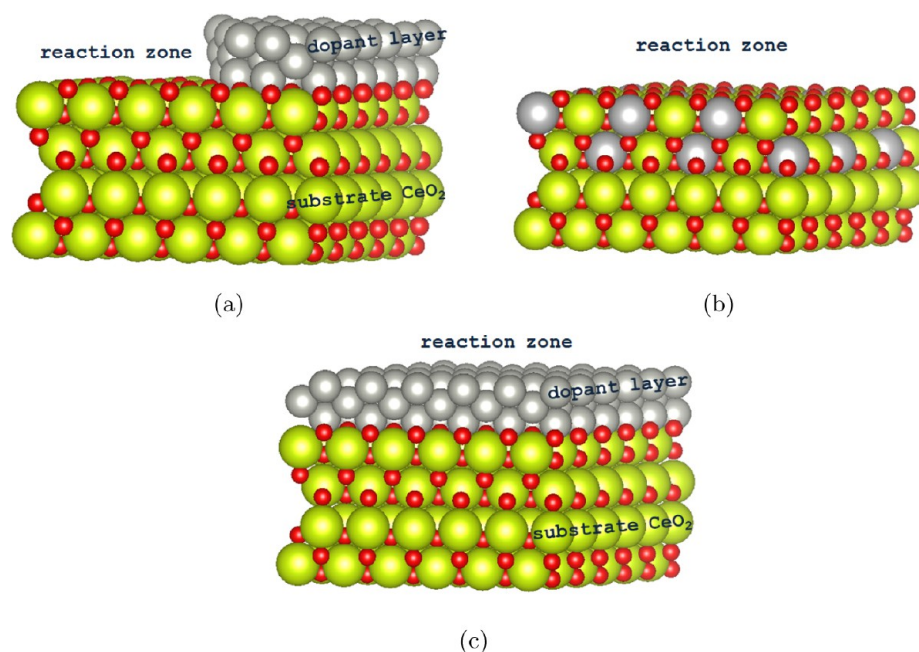 dopant layer
reaction zone
substrate CeO₂
(a)
reaction zone
(b)
reaction zone
dopant layer
substrate CeO₂
(c)